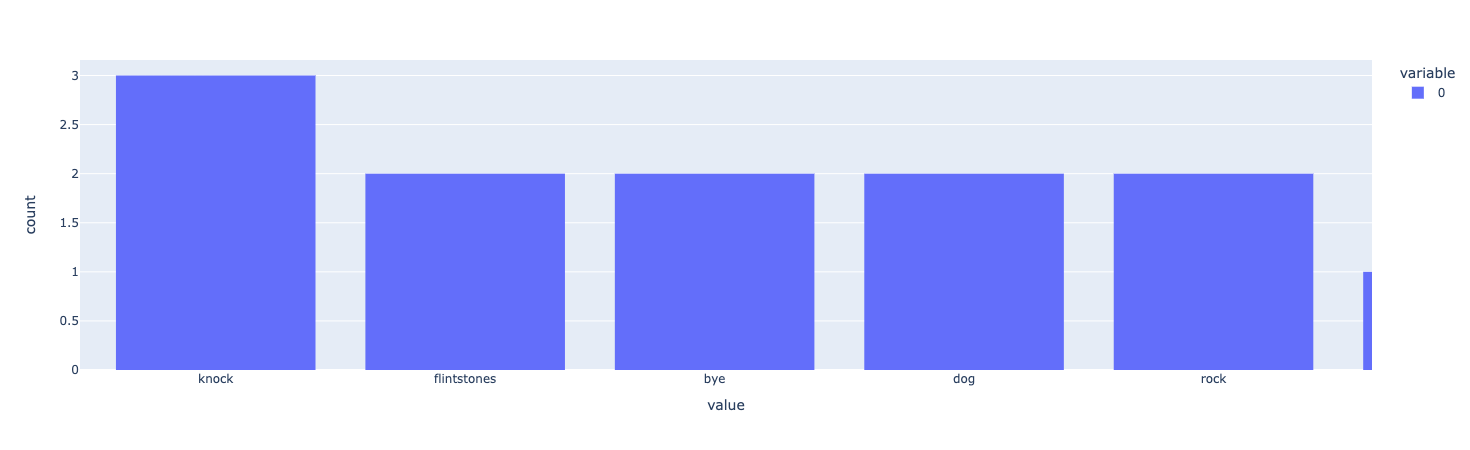 variable
0
3
2.5
2
1.5
1
0.5
0
count
knock
flintstones
bye
dog
rock
value